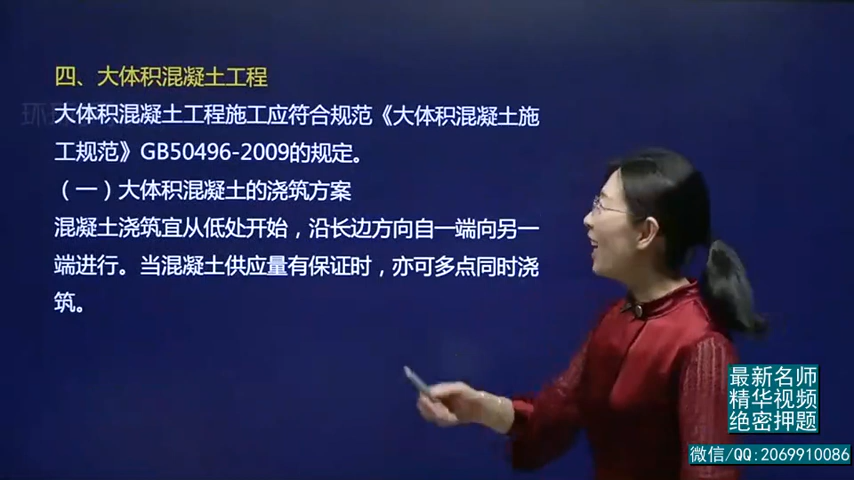 四、大体积混凝土工程
大体积混凝土工程施工应符合规范《大体积混凝土施
工规范》GB50496-2009的规定。
（一）大体积混凝土的浇筑方案
混凝土浇筑宜从低处开始，沿长边方向自一端向另一
端进行。当混凝土供应量有保证时，亦可多点同时浇
筑。
最新名师
精华视频
绝密押题
微信/QQ:2069910086